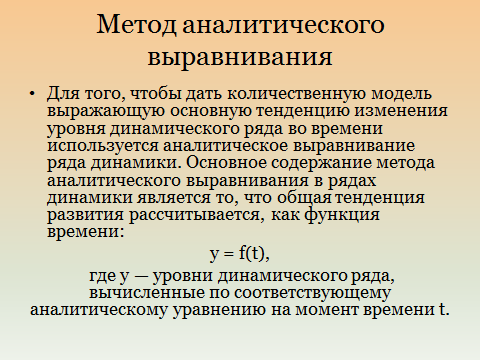 Метод аналитического
выравнивания
• Для того, чтобы дать количественную модель
выражающую основную тенденцию изменения
уровня динамического ряда во времени
используется аналитическое выравнивание
ряда динамики. Основное содержание метода
аналитического выравнивания в рядах
динамики является то, что общая тенденция
развития рассчитывается, как функция
времени:
y = f(t),
где у — уровни динамического ряда,
вычисленные по соответствующему
аналитическому уравнению на момент времени t.